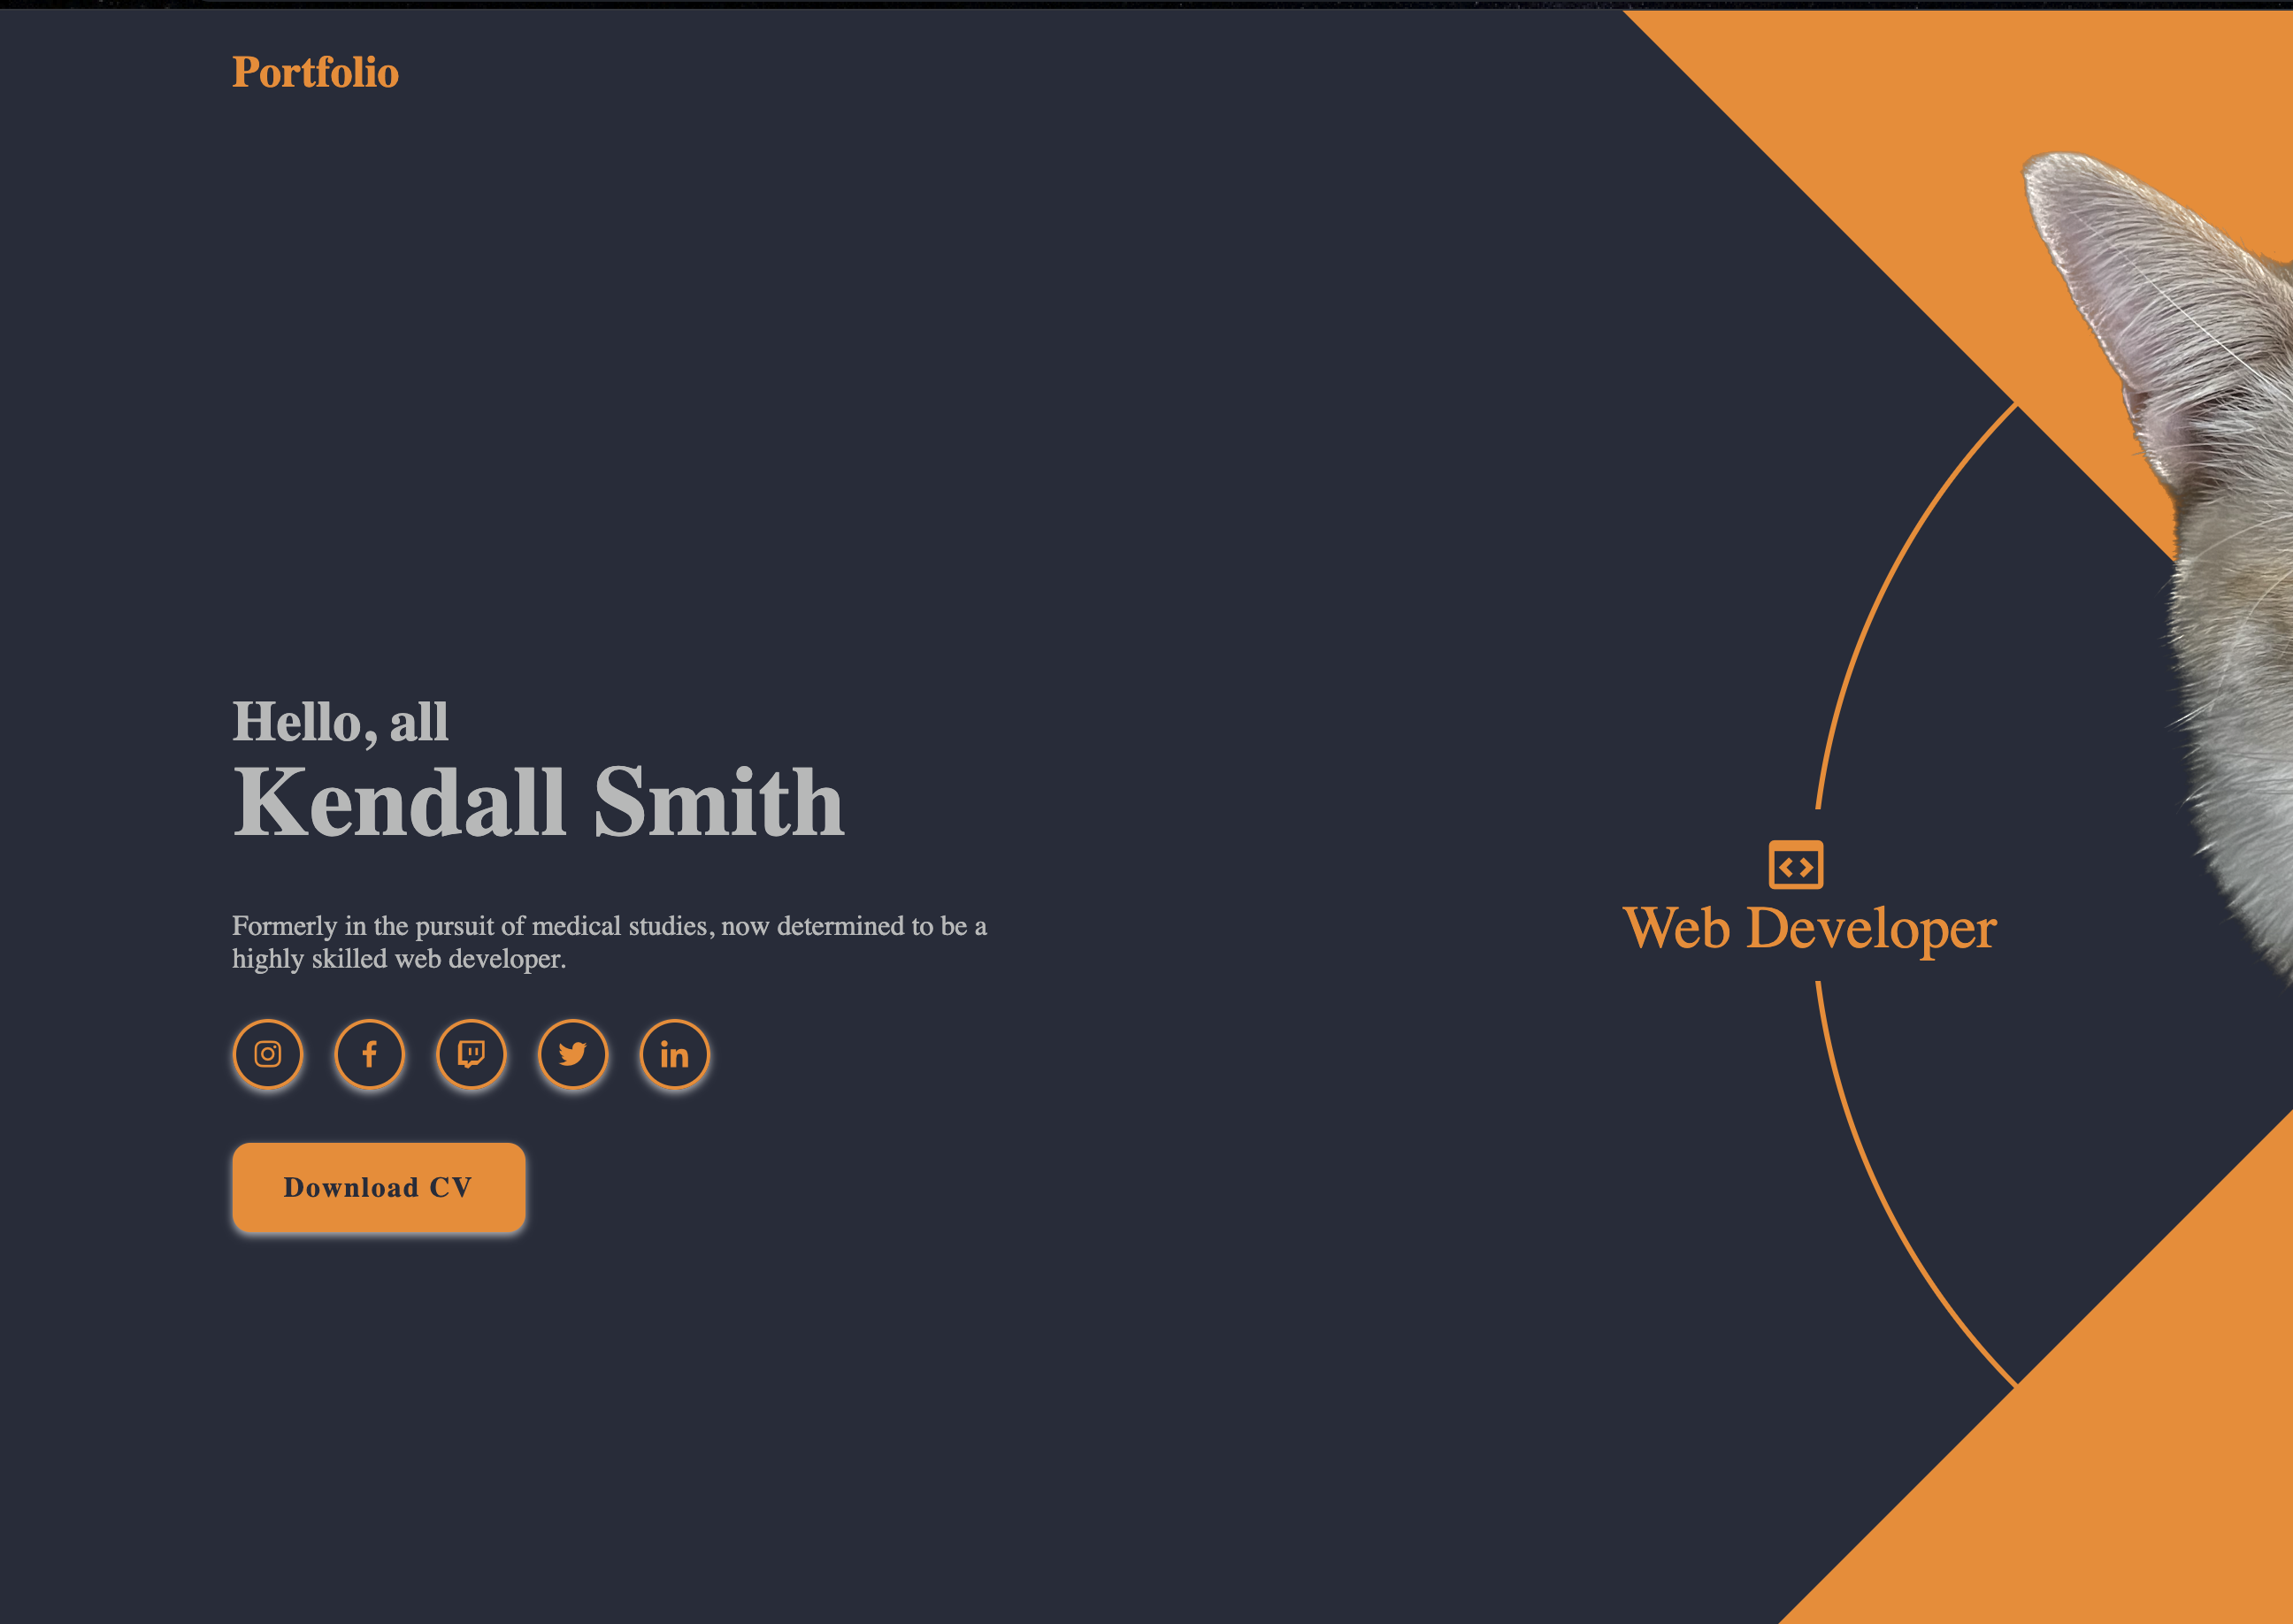 Portfolio
Hello, all
Kendall Smith
Formerly in the pursuit of medical studies, now determined to be a
highly skilled web developer.
Download CV
Web Developer